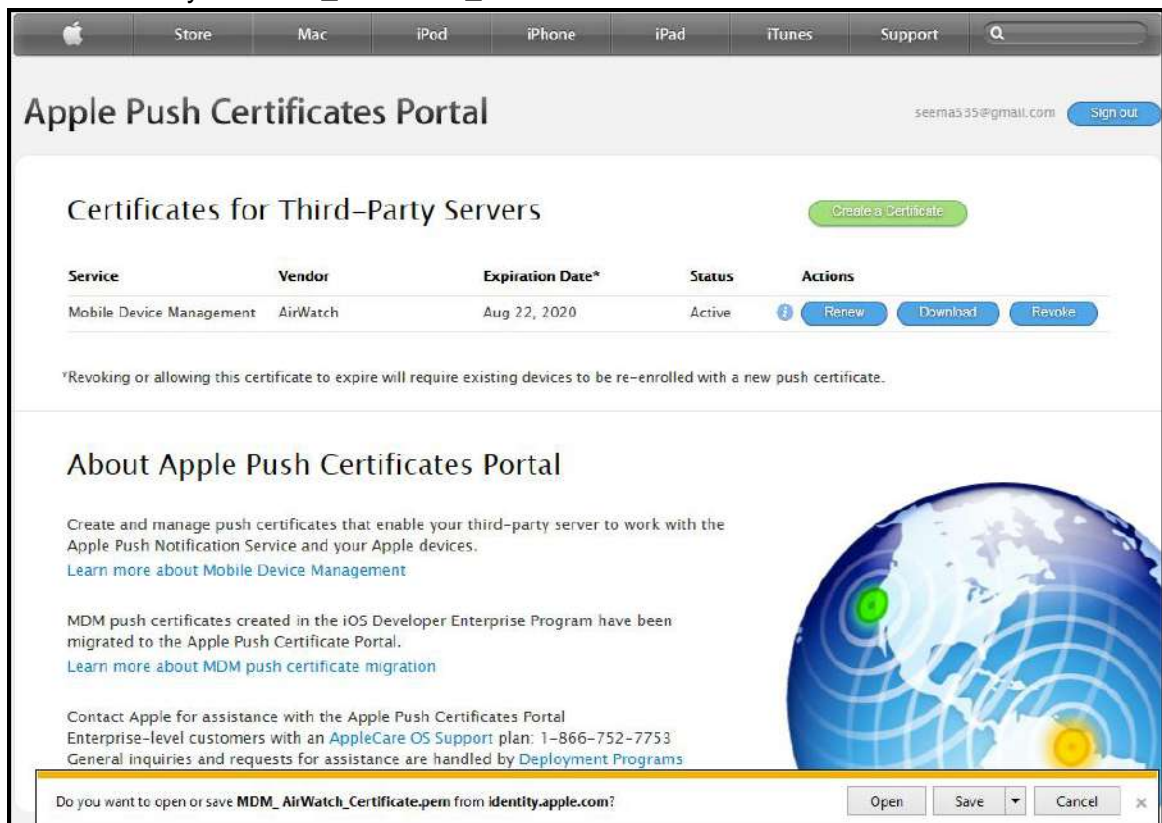 Store Mac iPod iPhone iPad iTunes Support
Apple Push Certificates Portal
seema535@gmail.com Sign out
Certificates for Third-Party Servers
Create a Certificate
Service Vendor Expiration Date* Status Actions
Mobile Device Management AirWatch Aug 22, 2020 Active i Renew Download Revoke
*Revoking or allowing this certificate to expire will require existing devices to be re-enrolled with a new push certificate.
About Apple Push Certificates Portal
Create and manage push certificates that enable your third-party server to work with the
Apple Push Notification Service and your Apple devices.
Learn more about Mobile Device Management
MDM push certificates created in the iOS Developer Enterprise Program have been
migrated to the Apple Push Certificate Portal.
Learn more about MDM push certificate migration
Contact Apple for assistance with the Apple Push Certificates Portal
Enterprise-level customers with an AppleCare OS Support plan: 1-866-752-7753
General inquiries and requests for assistance are handled by Deployment Programs
Do you want to open or save MDM_ AirWatch_Certificate.pem from identity.apple.com?
Open Save Cancel ×